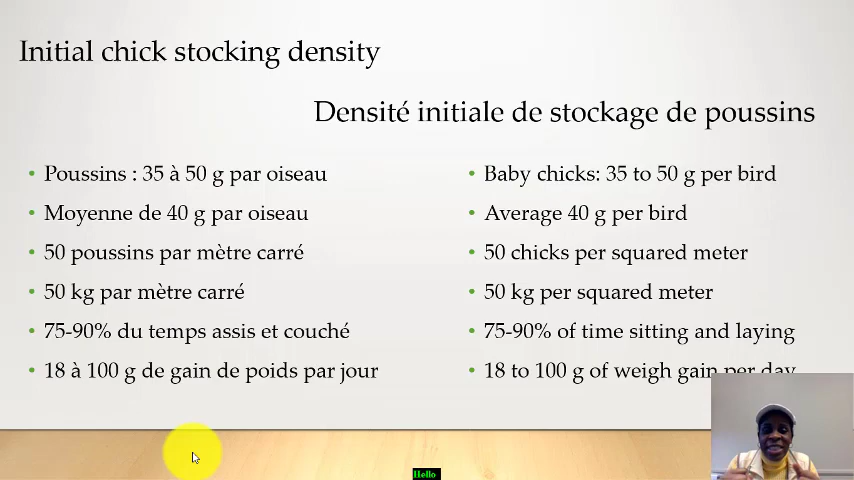 Initial chick stocking density
Densité initiale de stockage de poussins
Poussins : 35 à 50 g par oiseau
Moyenne de 40 g par oiseau
50 poussins par mètre carré
50 kg par mètre carré
75-90% du temps assis et couché
18 à 100 g de gain de poids par jour
Baby chicks: 35 to 50 g per bird
Average 40 g per bird
50 chicks per squared meter
50 kg per squared meter
75-90% of time sitting and laying
18 to 100 g of weigh gain per day
Hello